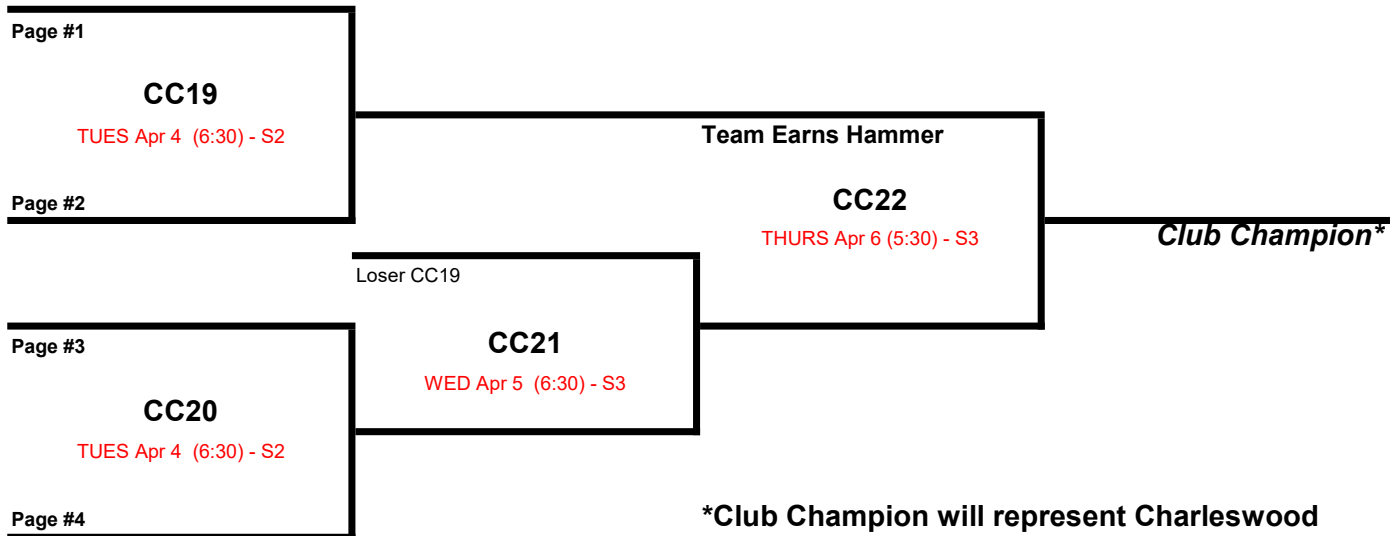 Page #1
CC19
TUES Apr 4 (6:30) - S2
Page #2
Team Earns Hammer
CC22
THURS Apr 6 (5:30) - S3
Club Champion*
Loser CC19
CC21
WED Apr 5 (6:30) - S3
Page #3
CC20
TUES Apr 4 (6:30) - S2
Page #4
*Club Champion will represent Charleswood